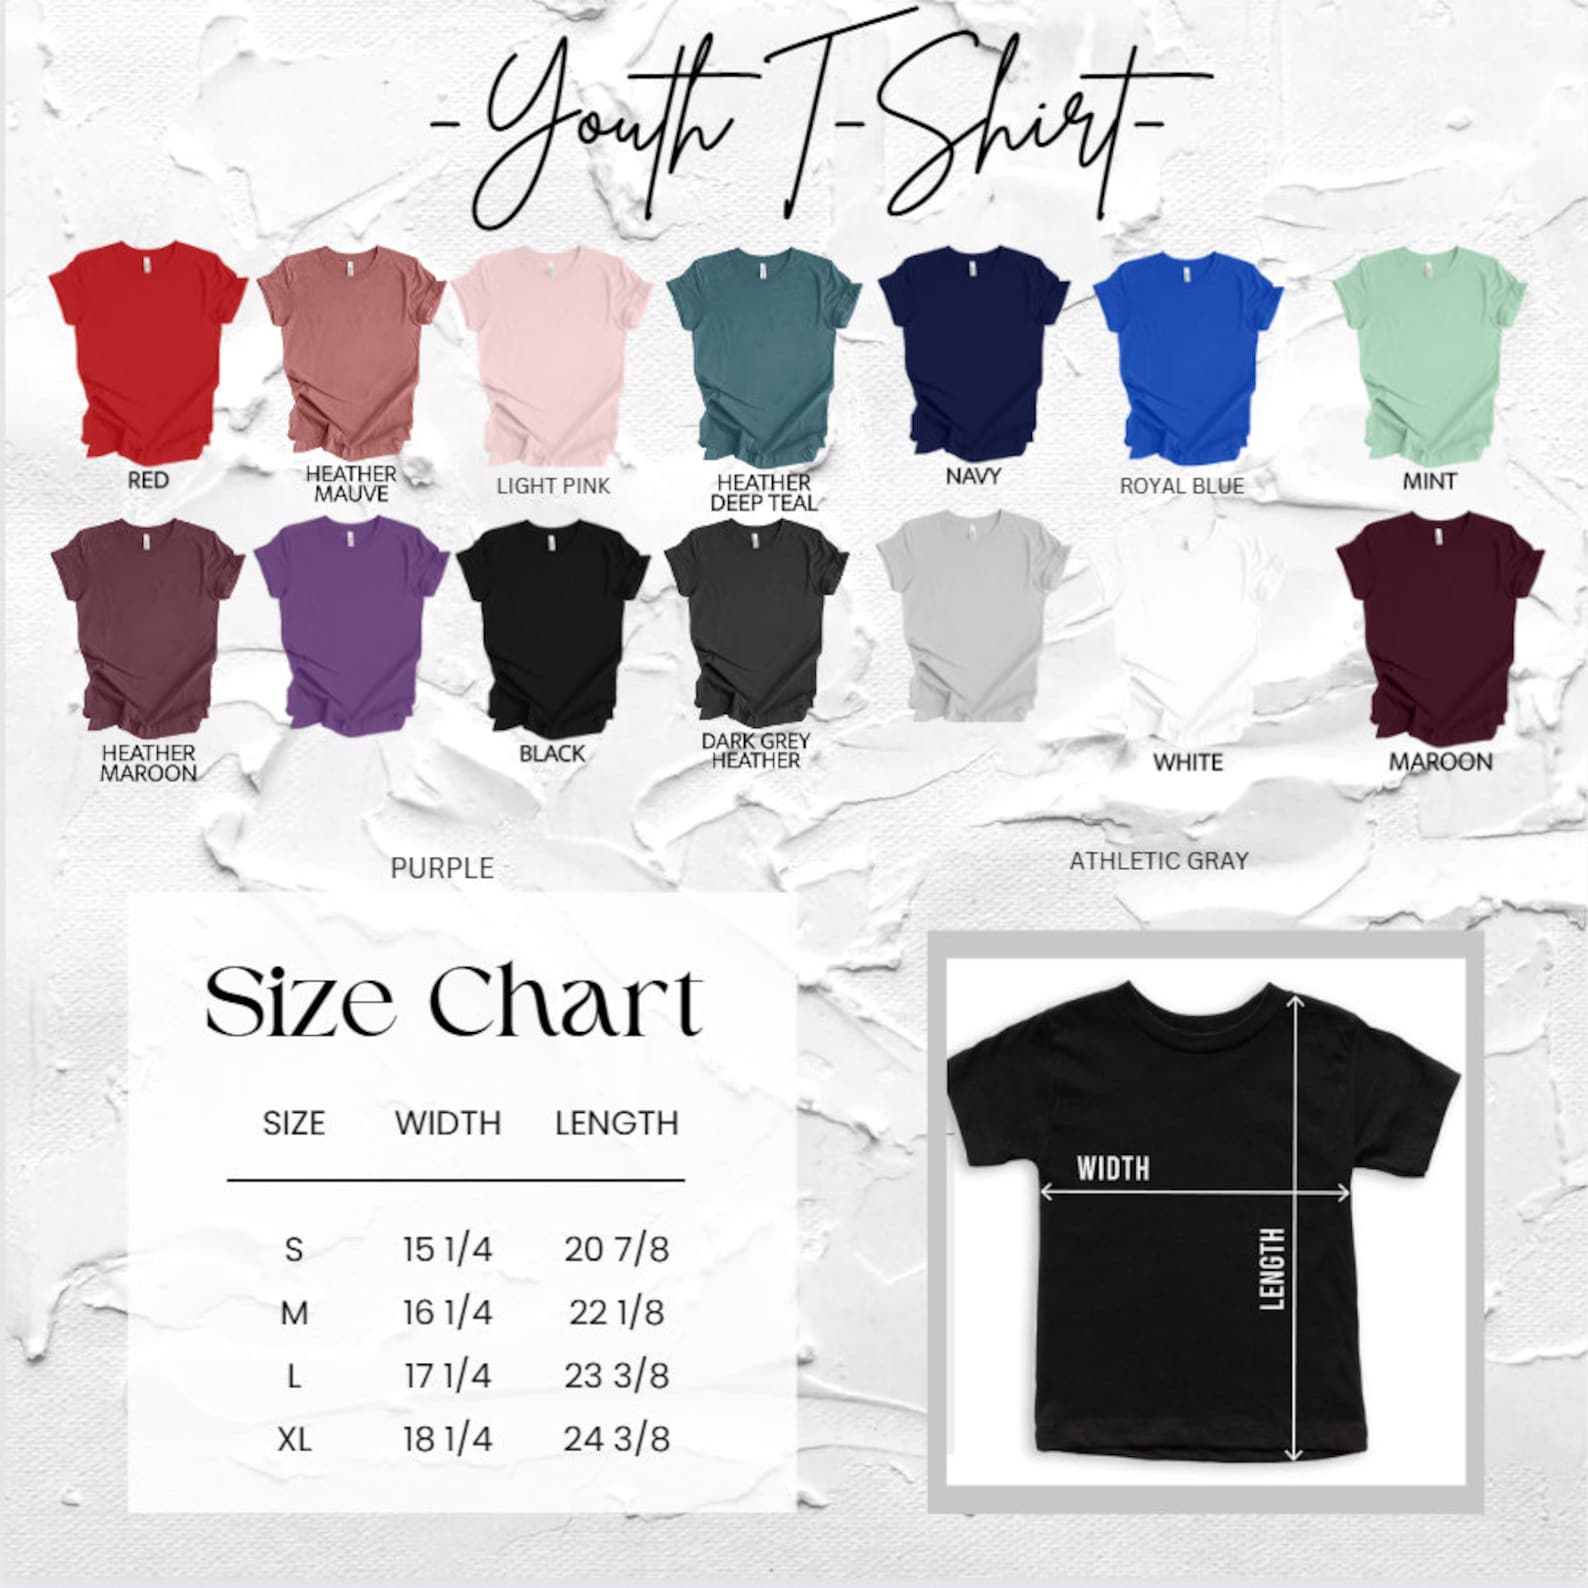 -Youth T-Shirt-
RED
HEATHER
MAUVE
LIGHT PINK
HEATHER
DEEP TEAL
NAVY
ROYAL BLUE
MINT
HEATHER
MAROON
BLACK
DARK GREY
HEATHER
WHITE
MAROON
PURPLE
ATHLETIC GRAY
Size Chart
SIZE WIDTH LENGTH
S 15 1/4 20 7/8
M 16 1/4 22 1/8
L 17 1/4 23 3/8
XL 18 1/4 24 3/8
WIDTH
LENGTH